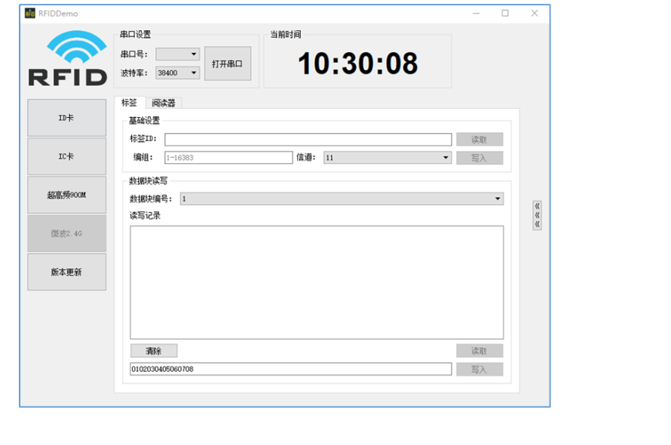 RFIDDemo
串口设置
串口号:
波特率: 38400
打开串口
当前时间
10:30:08
RFID
ID卡
IC卡
超高频900M
微波2.4G
版本更新
标签 阅读器
基础设置
标签ID: 读取
编组: 1-16383 信道: 11 写入
数据块读写
数据块编号: 1
读写记录
清除 读取
0102030405060708 写入